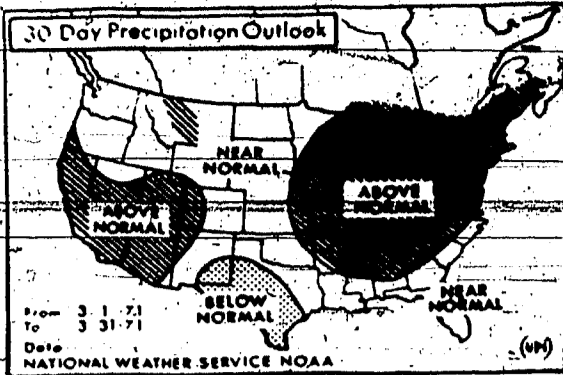 30 Day Precipitation Outlook
NEAR
NORMAL
ABOVE
NORMAL
ABOVE
NORMAL
BELOW
NORMAL
NEAR
NORMAL
From 3 1 71
To 3 31 71
Data
NATIONAL WEATHER SERVICE NOAA
(UPI)